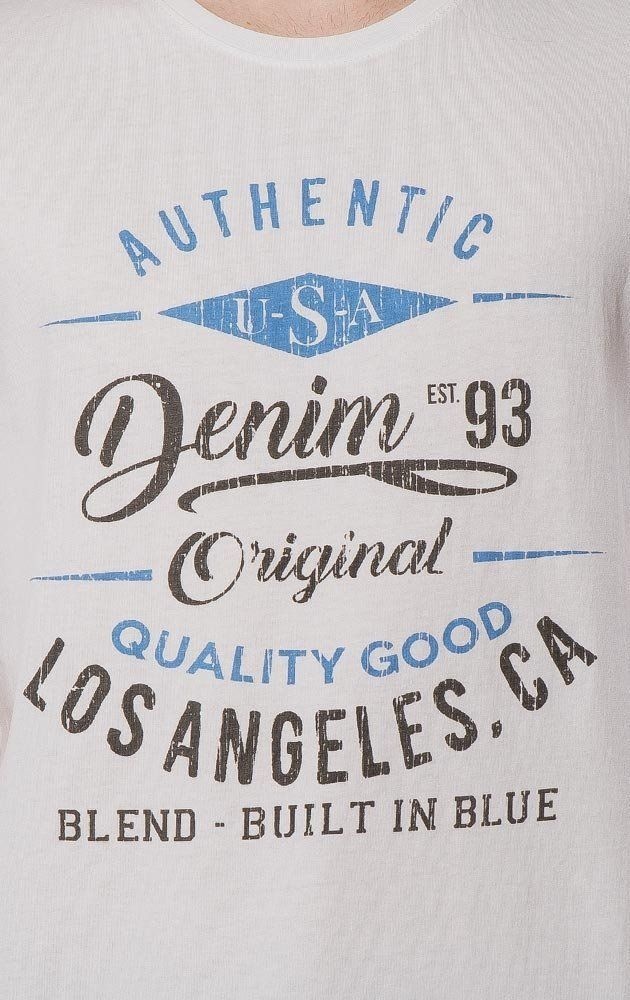 AUTHENTIC
U-S-A
Denim EST. 93
Original
QUALITY GOOD
LOS ANGELES. CA
BLEND - BUILT IN BLUE